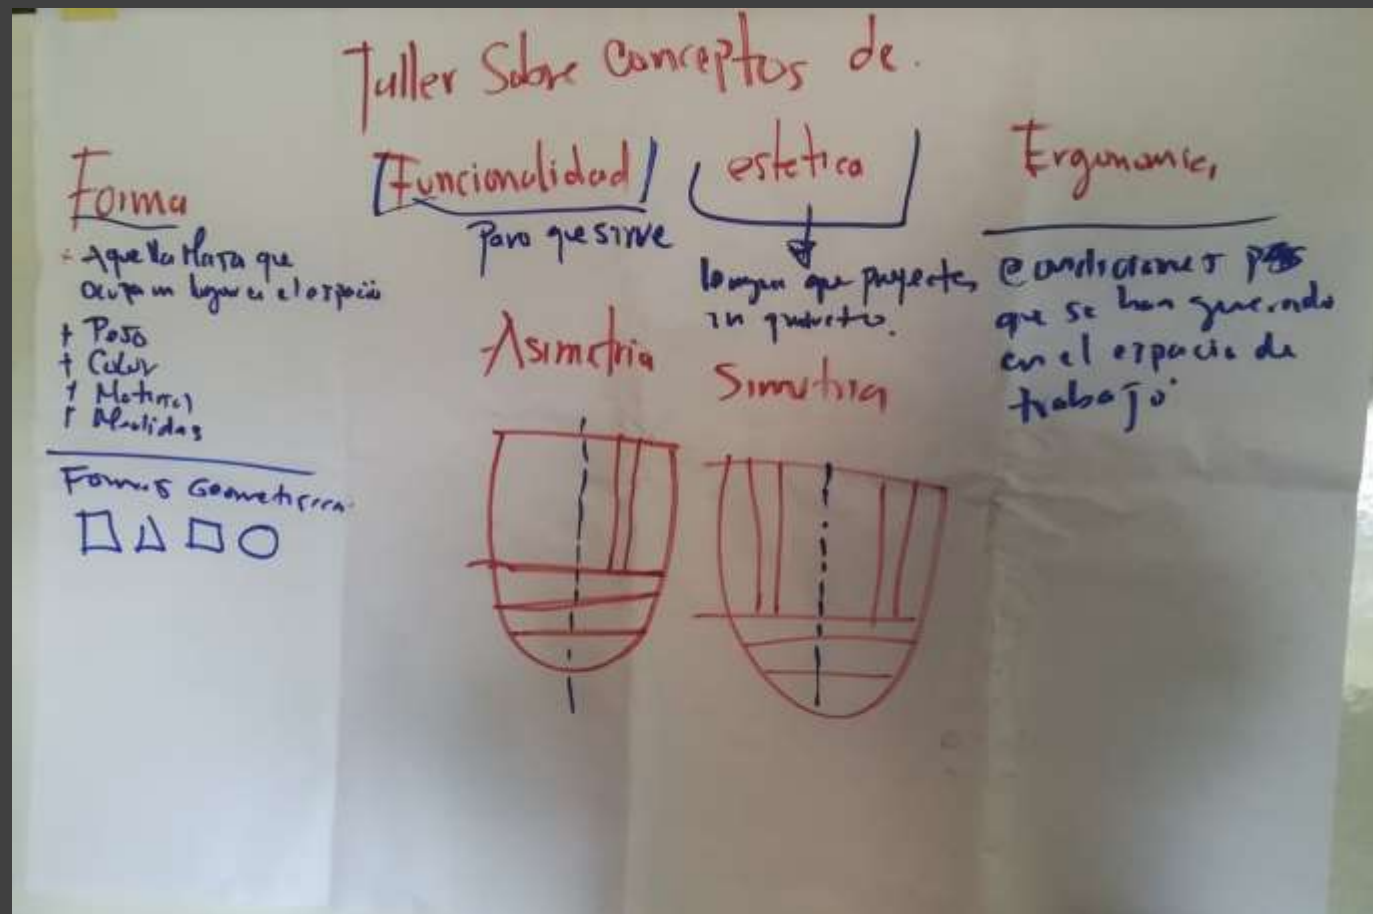 Taller Sobre Conceptos de.
Forma
- Aquella Masa que
ocupa un lugar en el espacio
+ Peso
+ Color
+ Material
+ Medidas
Formas Geometricas.
Funcionalidad
Para que sirve
estetica
Imagen que proyecta
un producto.
Asimetria
Simetria
Ergonomia
Condiciones
que se han generado
en el espacio de
trabajo